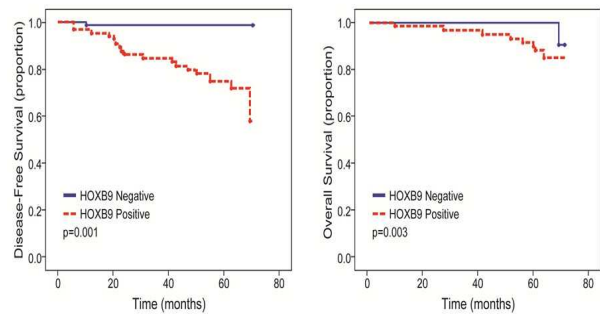 Disease-Free Survival (proportion)
1.0
0.8
0.6
0.4
0.2
0.0
HOXB9 Negative
HOXB9 Positive
p=0.001
0 20 40 60 80
Time (months)
Overall Survival (proportion)
1.0
0.8
0.6
0.4
0.2
0.0
HOXB9 Negative
HOXB9 Positive
p=0.003
0 20 40 60 80
Time (months)